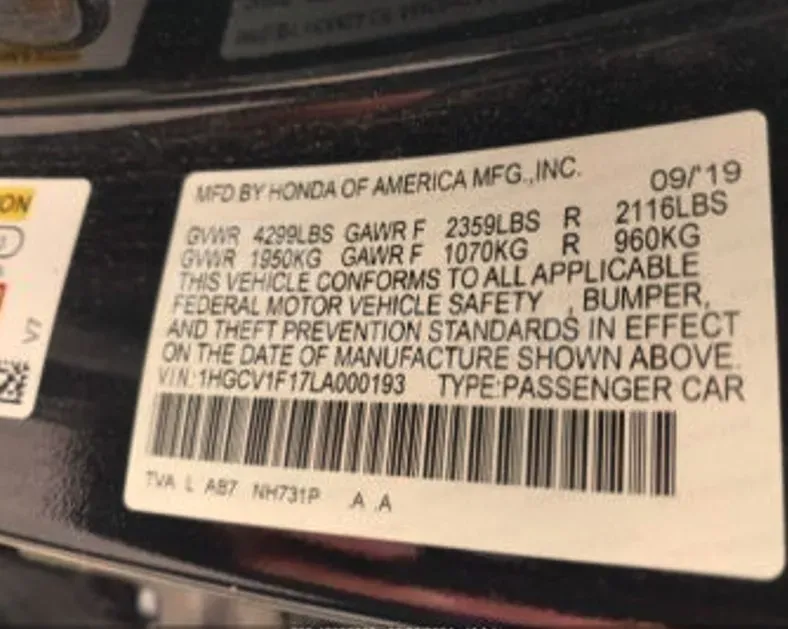 MFD BY HONDA OF AMERICA MFG.,INC. 09/'19
GVWR 4299LBS GAWR F 2359LBS R 2116LBS
GVWR 1950KG GAWR F 1070KG R 960KG
THIS VEHICLE CONFORMS TO ALL APPLICABLE
FEDERAL MOTOR VEHICLE SAFETY , BUMPER,
AND THEFT PREVENTION STANDARDS IN EFFECT
ON THE DATE OF MANUFACTURE SHOWN ABOVE.
VIN:1HGCV1F17LA000193 TYPE:PASSENGER CAR
TVA L AB7 NH731P A A
ON
V7